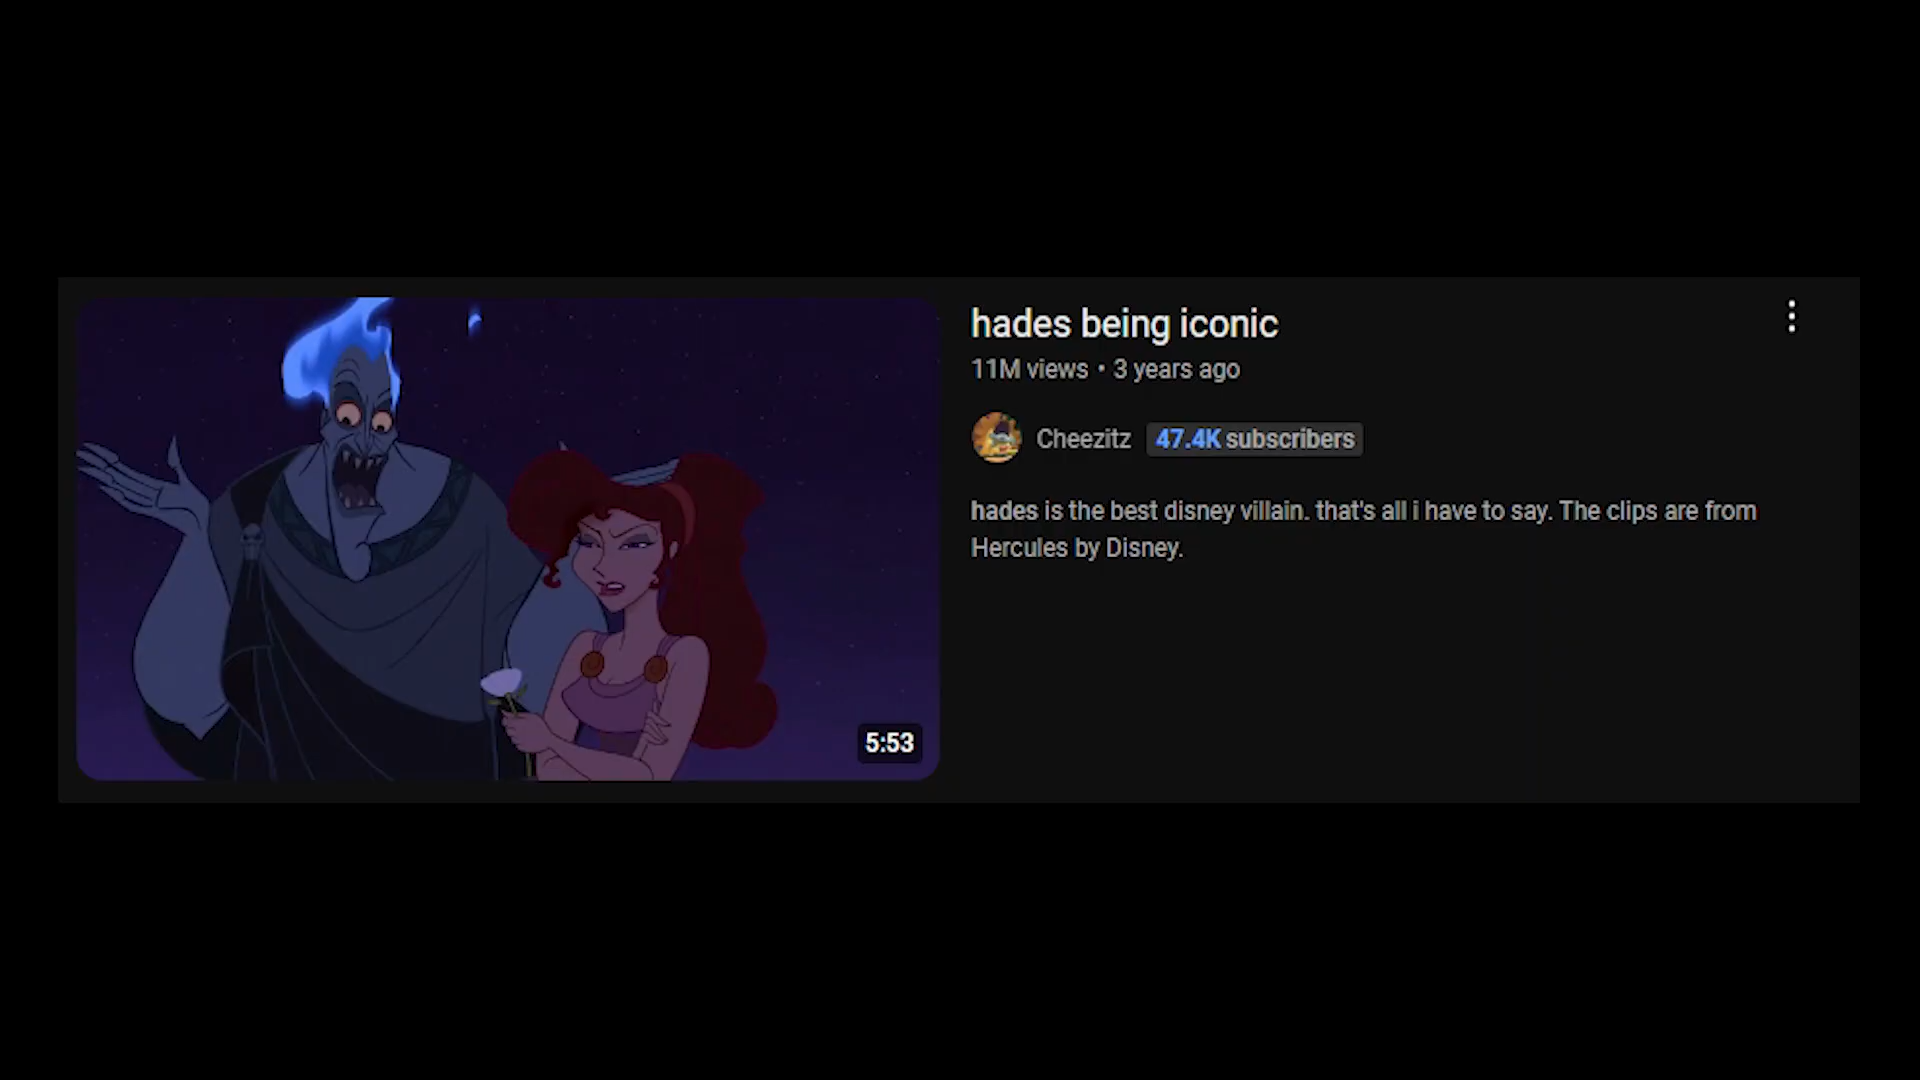 hades being iconic
11M views • 3 years ago
Cheezitz 47.4K subscribers
hades is the best disney villain. that's all i have to say. The clips are from
Hercules by Disney.
5:53